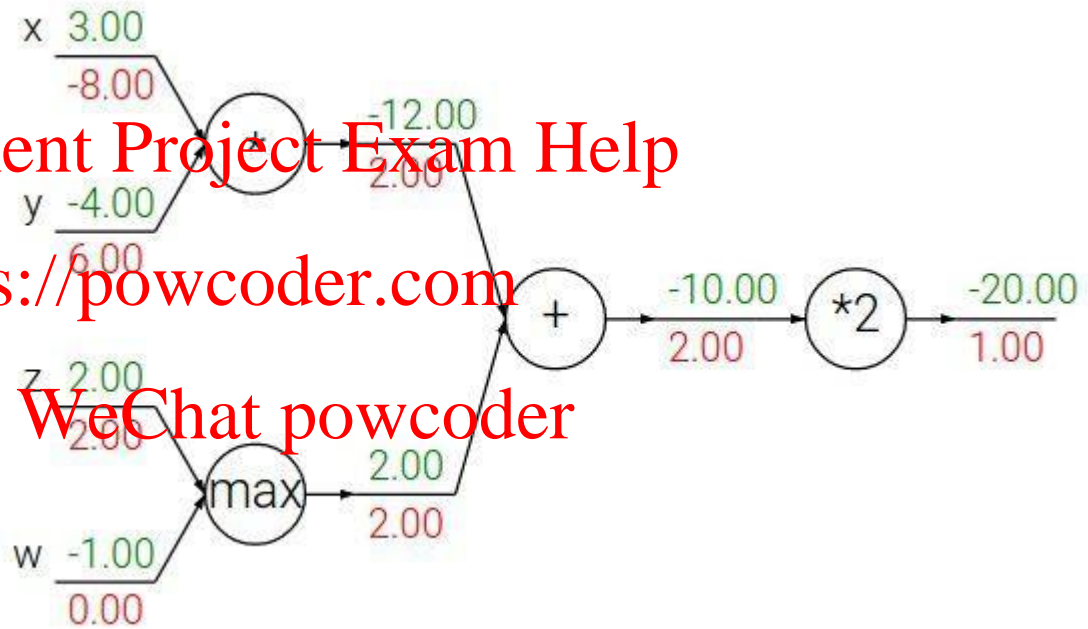 x 3.00
-8.00
-12.00
*
ent Project Exam Help
2.00
y -4.00
6.00
s://powcoder.com
-10.00
-20.00
+
*2
2.00
1.00
z 2.00
WeChat powcoder
2.00
2.00
max
2.00
w -1.00
0.00